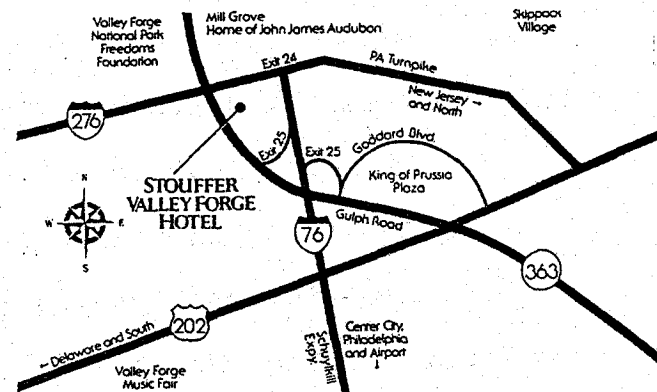 Valley Forge
National Park
Freedoms
Foundation
Mill Grove
Home of John James Audubon
Skippack
Village
Exit 24
PA Turnpike
New Jersey →
and North
276
Exit 25
Exit 25
Goddard Blvd.
King of Prussia
Plaza
STOUFFER
VALLEY FORGE
HOTEL
N
W
E
S
76
Gulph Road
363
202
← Delaware and South
Schuylkill
Expy.
Center City,
Philadelphia
and Airport
↓
Valley Forge
Music Fair